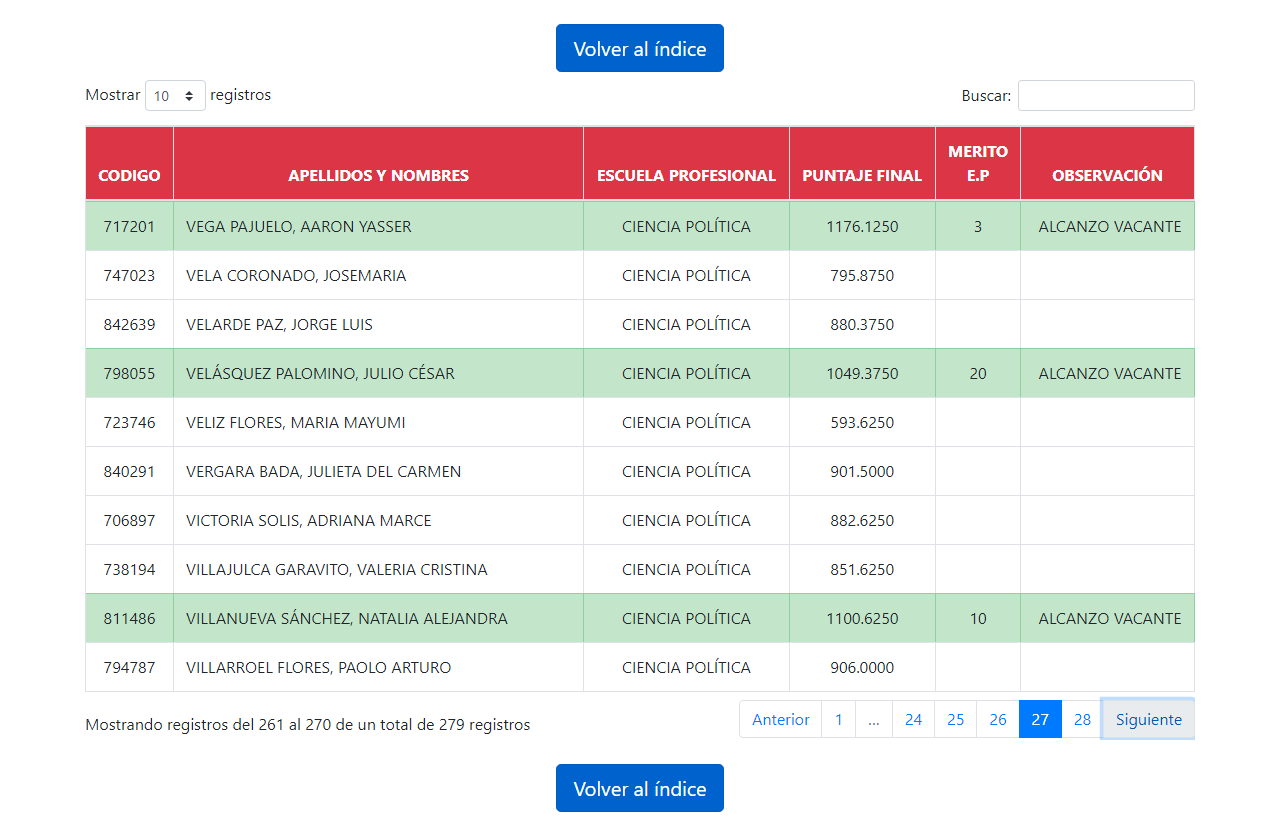 Volver al índice
Mostrar 10 registros Buscar:
CODIGO APELLIDOS Y NOMBRES ESCUELA PROFESIONAL PUNTAJE FINAL MERITO E.P OBSERVACIÓN
717201 VEGA PAJUELO, AARON YASSER CIENCIA POLÍTICA 1176.1250 3 ALCANZO VACANTE
747023 VELA CORONADO, JOSEMARIA CIENCIA POLÍTICA 795.8750
842639 VELARDE PAZ, JORGE LUIS CIENCIA POLÍTICA 880.3750
798055 VELÁSQUEZ PALOMINO, JULIO CÉSAR CIENCIA POLÍTICA 1049.3750 20 ALCANZO VACANTE
723746 VELIZ FLORES, MARIA MAYUMI CIENCIA POLÍTICA 593.6250
840291 VERGARA BADA, JULIETA DEL CARMEN CIENCIA POLÍTICA 901.5000
706897 VICTORIA SOLIS, ADRIANA MARCE CIENCIA POLÍTICA 882.6250
738194 VILLAJULCA GARAVITO, VALERIA CRISTINA CIENCIA POLÍTICA 851.6250
811486 VILLANUEVA SÁNCHEZ, NATALIA ALEJANDRA CIENCIA POLÍTICA 1100.6250 10 ALCANZO VACANTE
794787 VILLARROEL FLORES, PAOLO ARTURO CIENCIA POLÍTICA 906.0000
Mostrando registros del 261 al 270 de un total de 279 registros Anterior 1 ... 24 25 26 27 28 Siguiente
Volver al índice